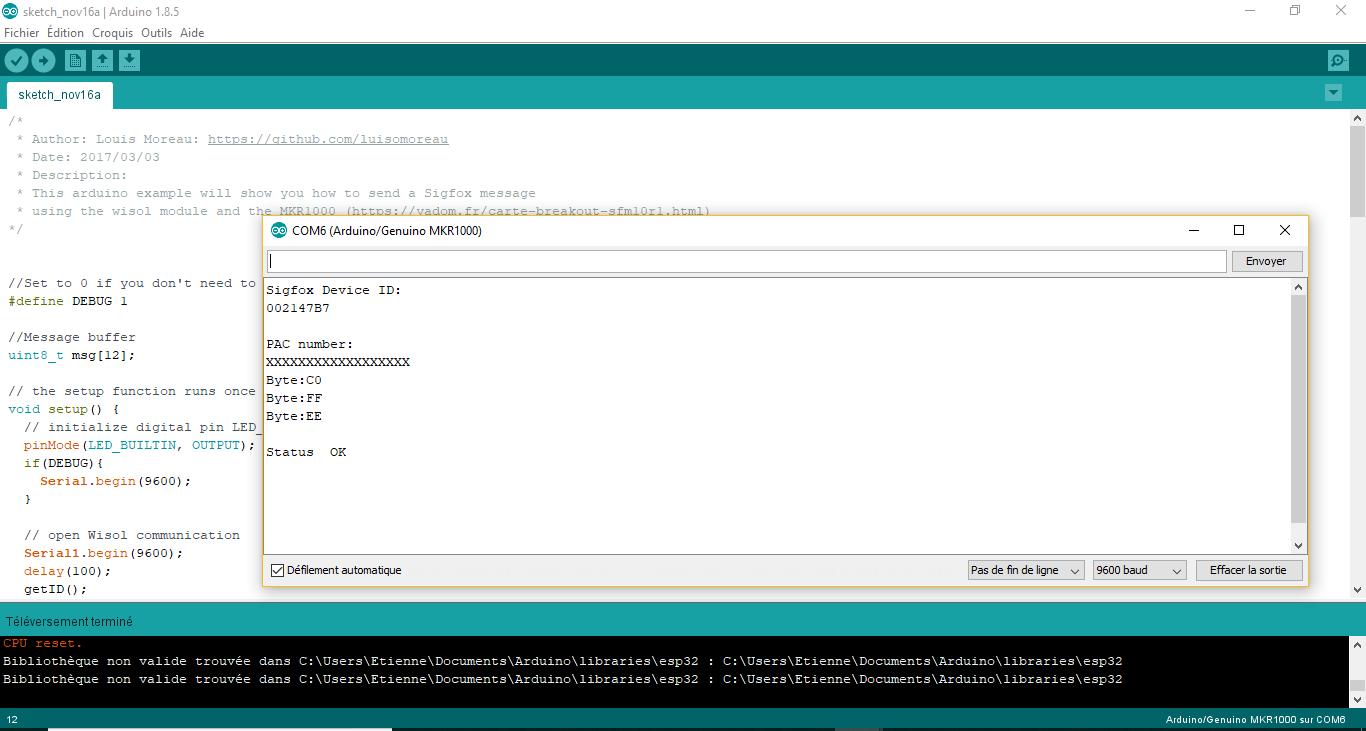 sketch_nov16a | Arduino 1.8.5
Fichier Édition Croquis Outils Aide
sketch_nov16a
/*
* Author: Louis Moreau: https://github.com/luisomoreau
* Date: 2017/03/03
* Description:
* This arduino example will show you how to send a Sigfox message
* using the wisol module and the MKR1000 (https://yadom.fr/carte-breakout-sfm10r1.html)
*/
//Set to 0 if you don't need to
#define DEBUG 1
//Message buffer
uint8_t msg[12];
// the setup function runs once
void setup() {
// initialize digital pin LED_
pinMode(LED_BUILTIN, OUTPUT);
if(DEBUG){
Serial.begin(9600);
}
// open Wisol communication
Serial1.begin(9600);
delay(100);
getID();
COM6 (Arduino/Genuino MKR1000)
Envoyer
Sigfox Device ID:
002147B7
PAC number:
XXXXXXXXXXXXXXXXXX
Byte:C0
Byte:FF
Byte:EE
Status  OK
Défilement automatique
Pas de fin de ligne
9600 baud
Effacer la sortie
Téléversement terminé
CPU reset.
Bibliothèque non valide trouvée dans C:\Users\Etienne\Documents\Arduino\libraries\esp32 : C:\Users\Etienne\Documents\Arduino\libraries\esp32
Bibliothèque non valide trouvée dans C:\Users\Etienne\Documents\Arduino\libraries\esp32 : C:\Users\Etienne\Documents\Arduino\libraries\esp32
12
Arduino/Genuino MKR1000 sur COM6